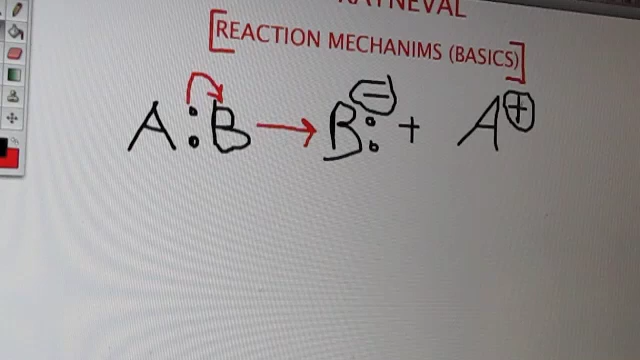 [REACTION MECHANIMS (BASICS)]
A:B → B:⊖ + A⊕